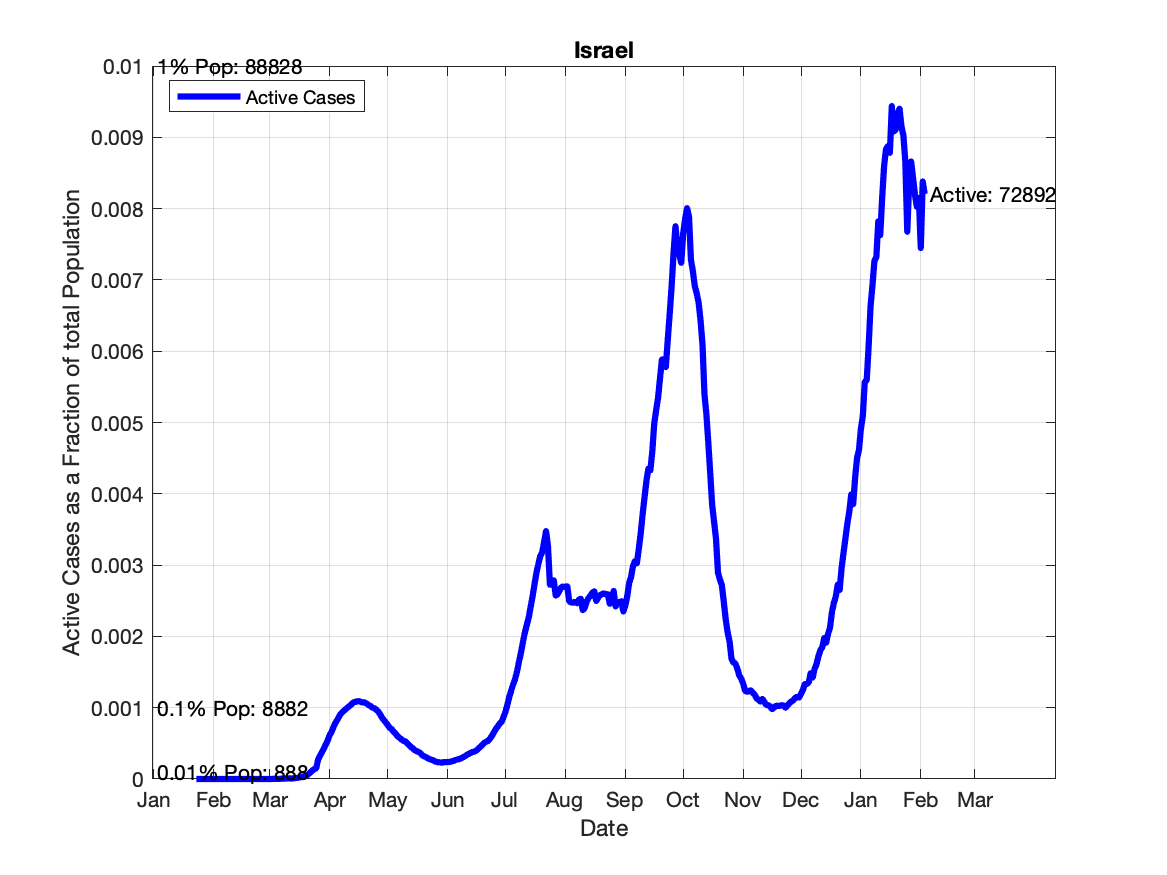 Israel
0.01
1% Pop: 88828
Active Cases
0.009
0.008
Active: 72892
0.007
0.006
0.005
0.004
0.003
0.002
0.001
0.1% Pop: 8882
0
0.01% Pop: 888
Active Cases as a Fraction of total Population
Jan Feb Mar Apr May Jun Jul Aug Sep Oct Nov Dec Jan Feb Mar
Date